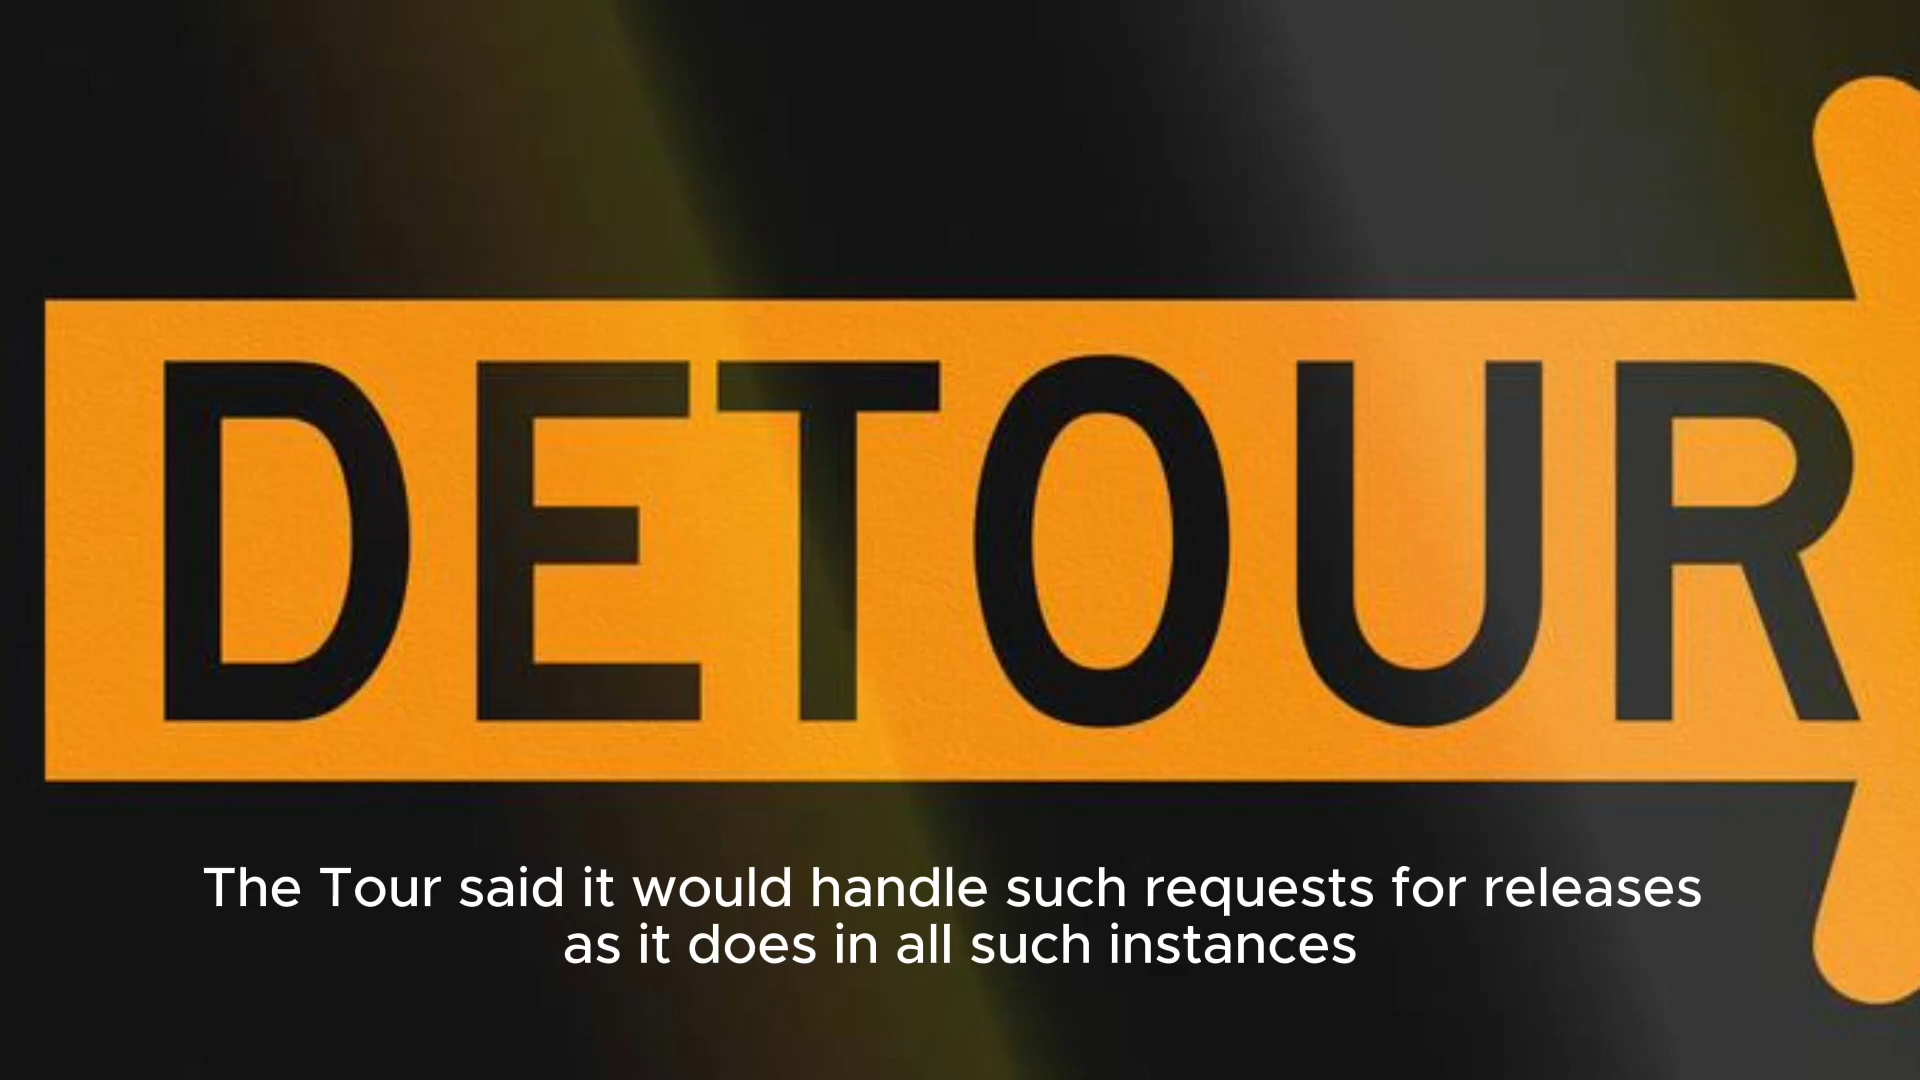 DETOUR
The Tour said it would handle such requests for releases
as it does in all such instances